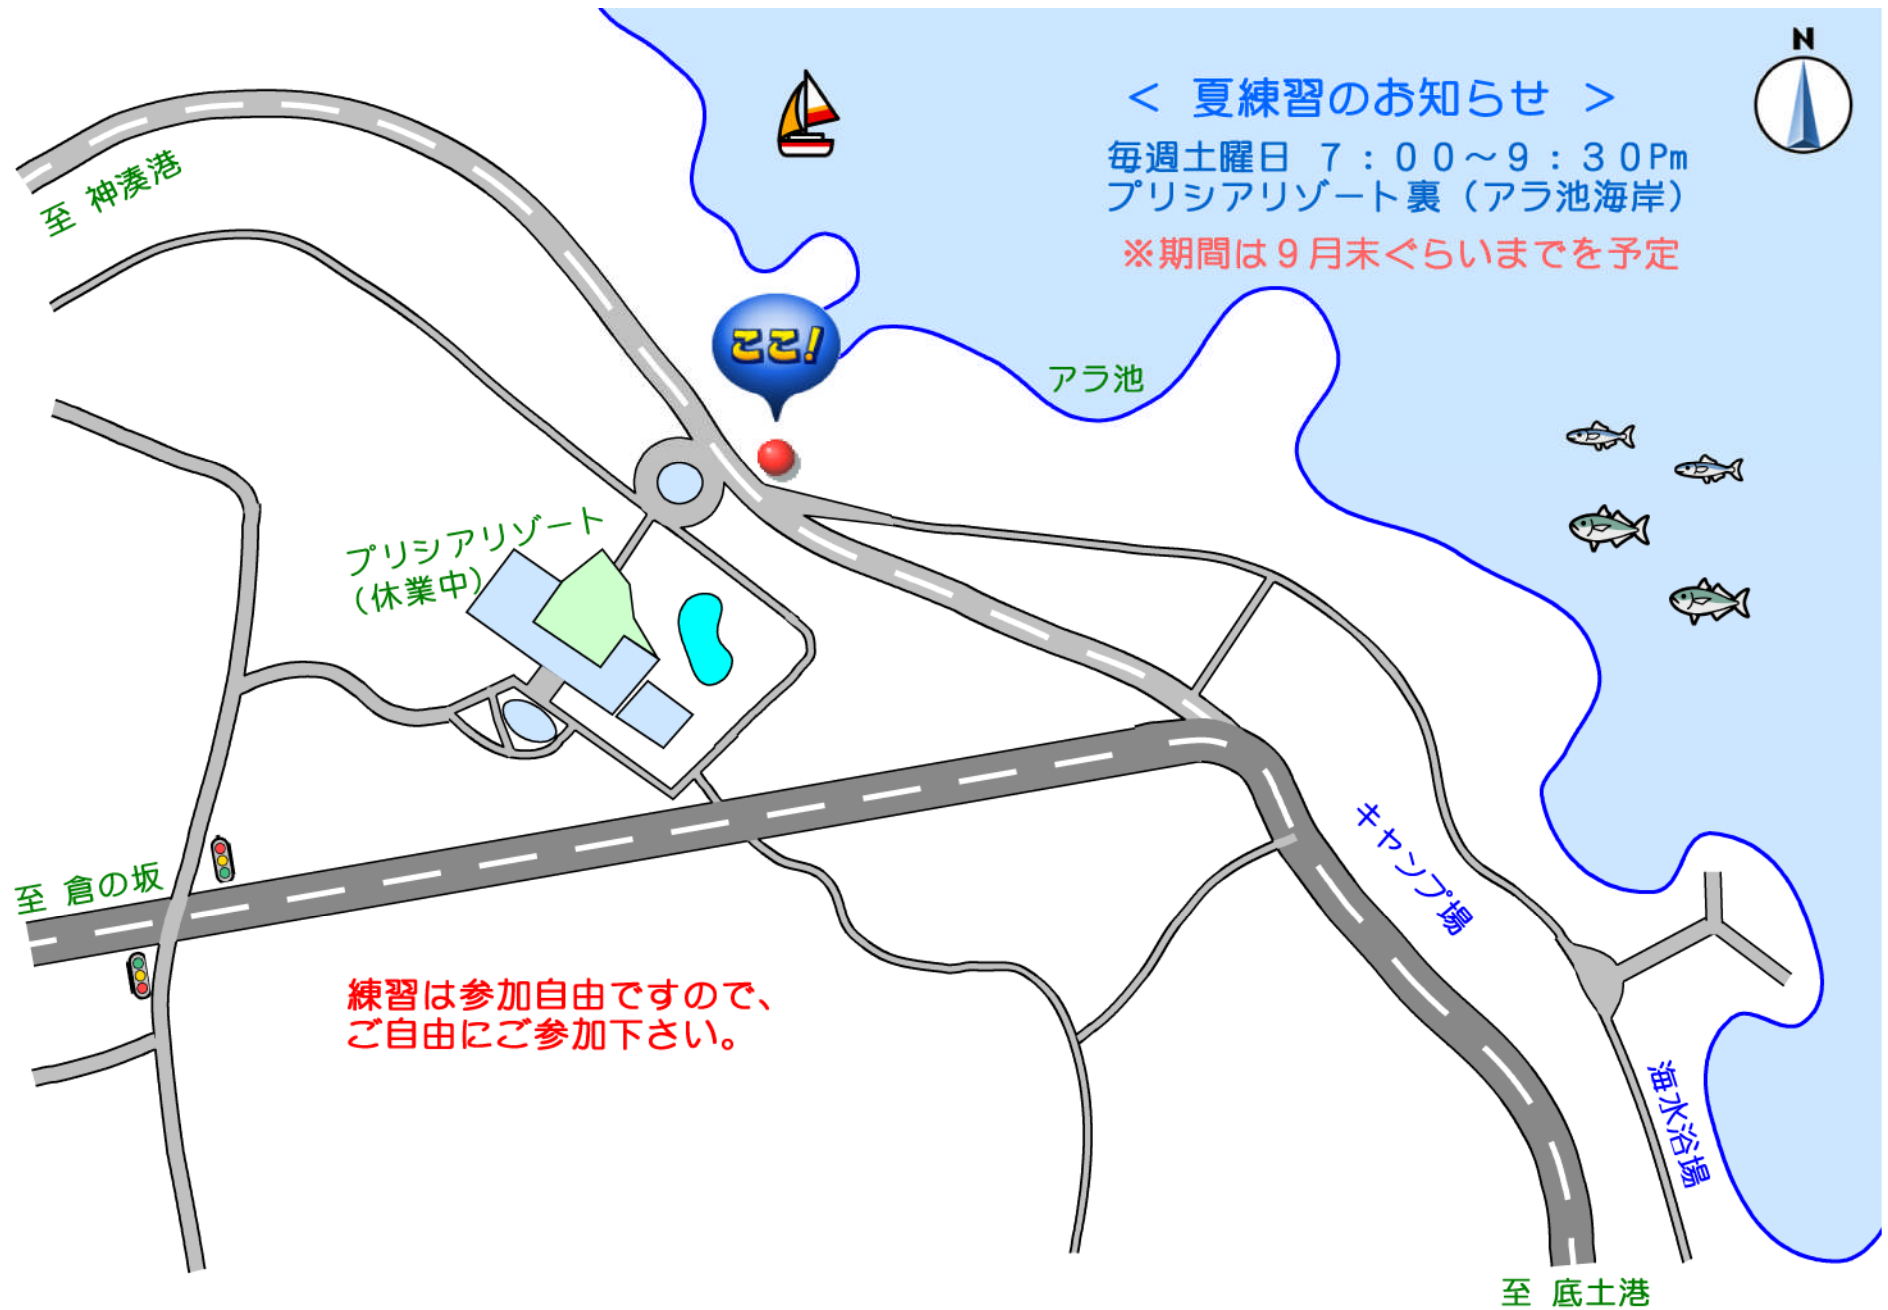 N
< 夏練習のお知らせ >
毎週土曜日 7:00～9:30Pm
プリシアリゾート裏（アラ池海岸）
※期間は9月末ぐらいまでを予定
至 神湊港
ここ!
アラ池
プリシアリゾート
（休業中）
キャンプ場
至 倉の坂
練習は参加自由ですので、
ご自由にご参加下さい。
海水浴場
至 底土港